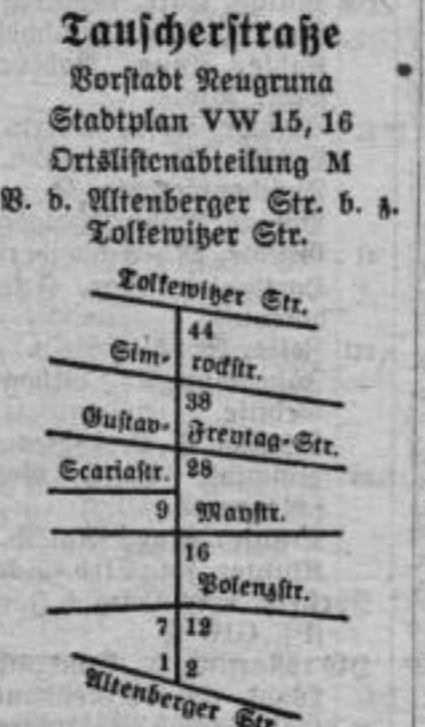 Tauscherstraße
Vorstadt Neugruna
Stadtplan VW 15, 16
Ortslistenabteilung M
V. d. Altenberger Str. b. z.
Tolkewitzer Str.
Tolkewitzer Str.
44
Sim- rockstr.
38
Gustav- Freytag-Str.
Scariastr. 28
9 Maystr.
16
Polenzstr.
7 12
1 2
Altenberger Str.